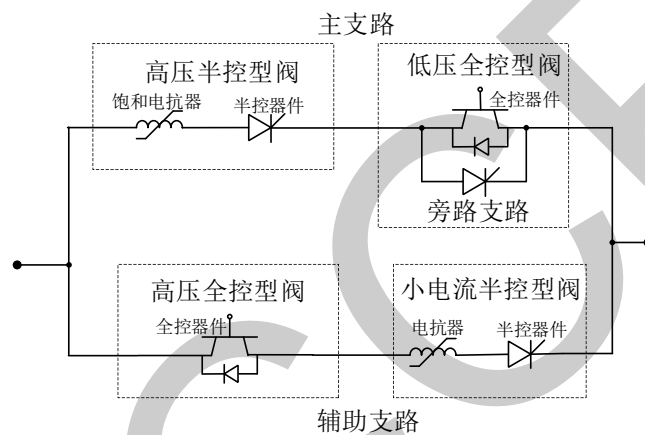 主支路
高压半控型阀
低压全控型阀
饱和电抗器
半控器件
全控器件
旁路支路
高压全控型阀
小电流半控型阀
全控器件
电抗器
半控器件
辅助支路